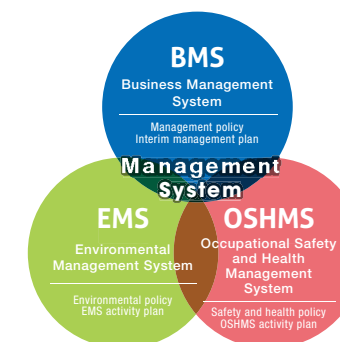 BMS
Business Management
System
Management policy
Interim management plan
Management
System
EMS
Environmental
Management System
Environmental policy
EMS activity plan
OSHMS
Occupational Safety
and Health
Management
System
Safety and health policy
OSHMS activity plan